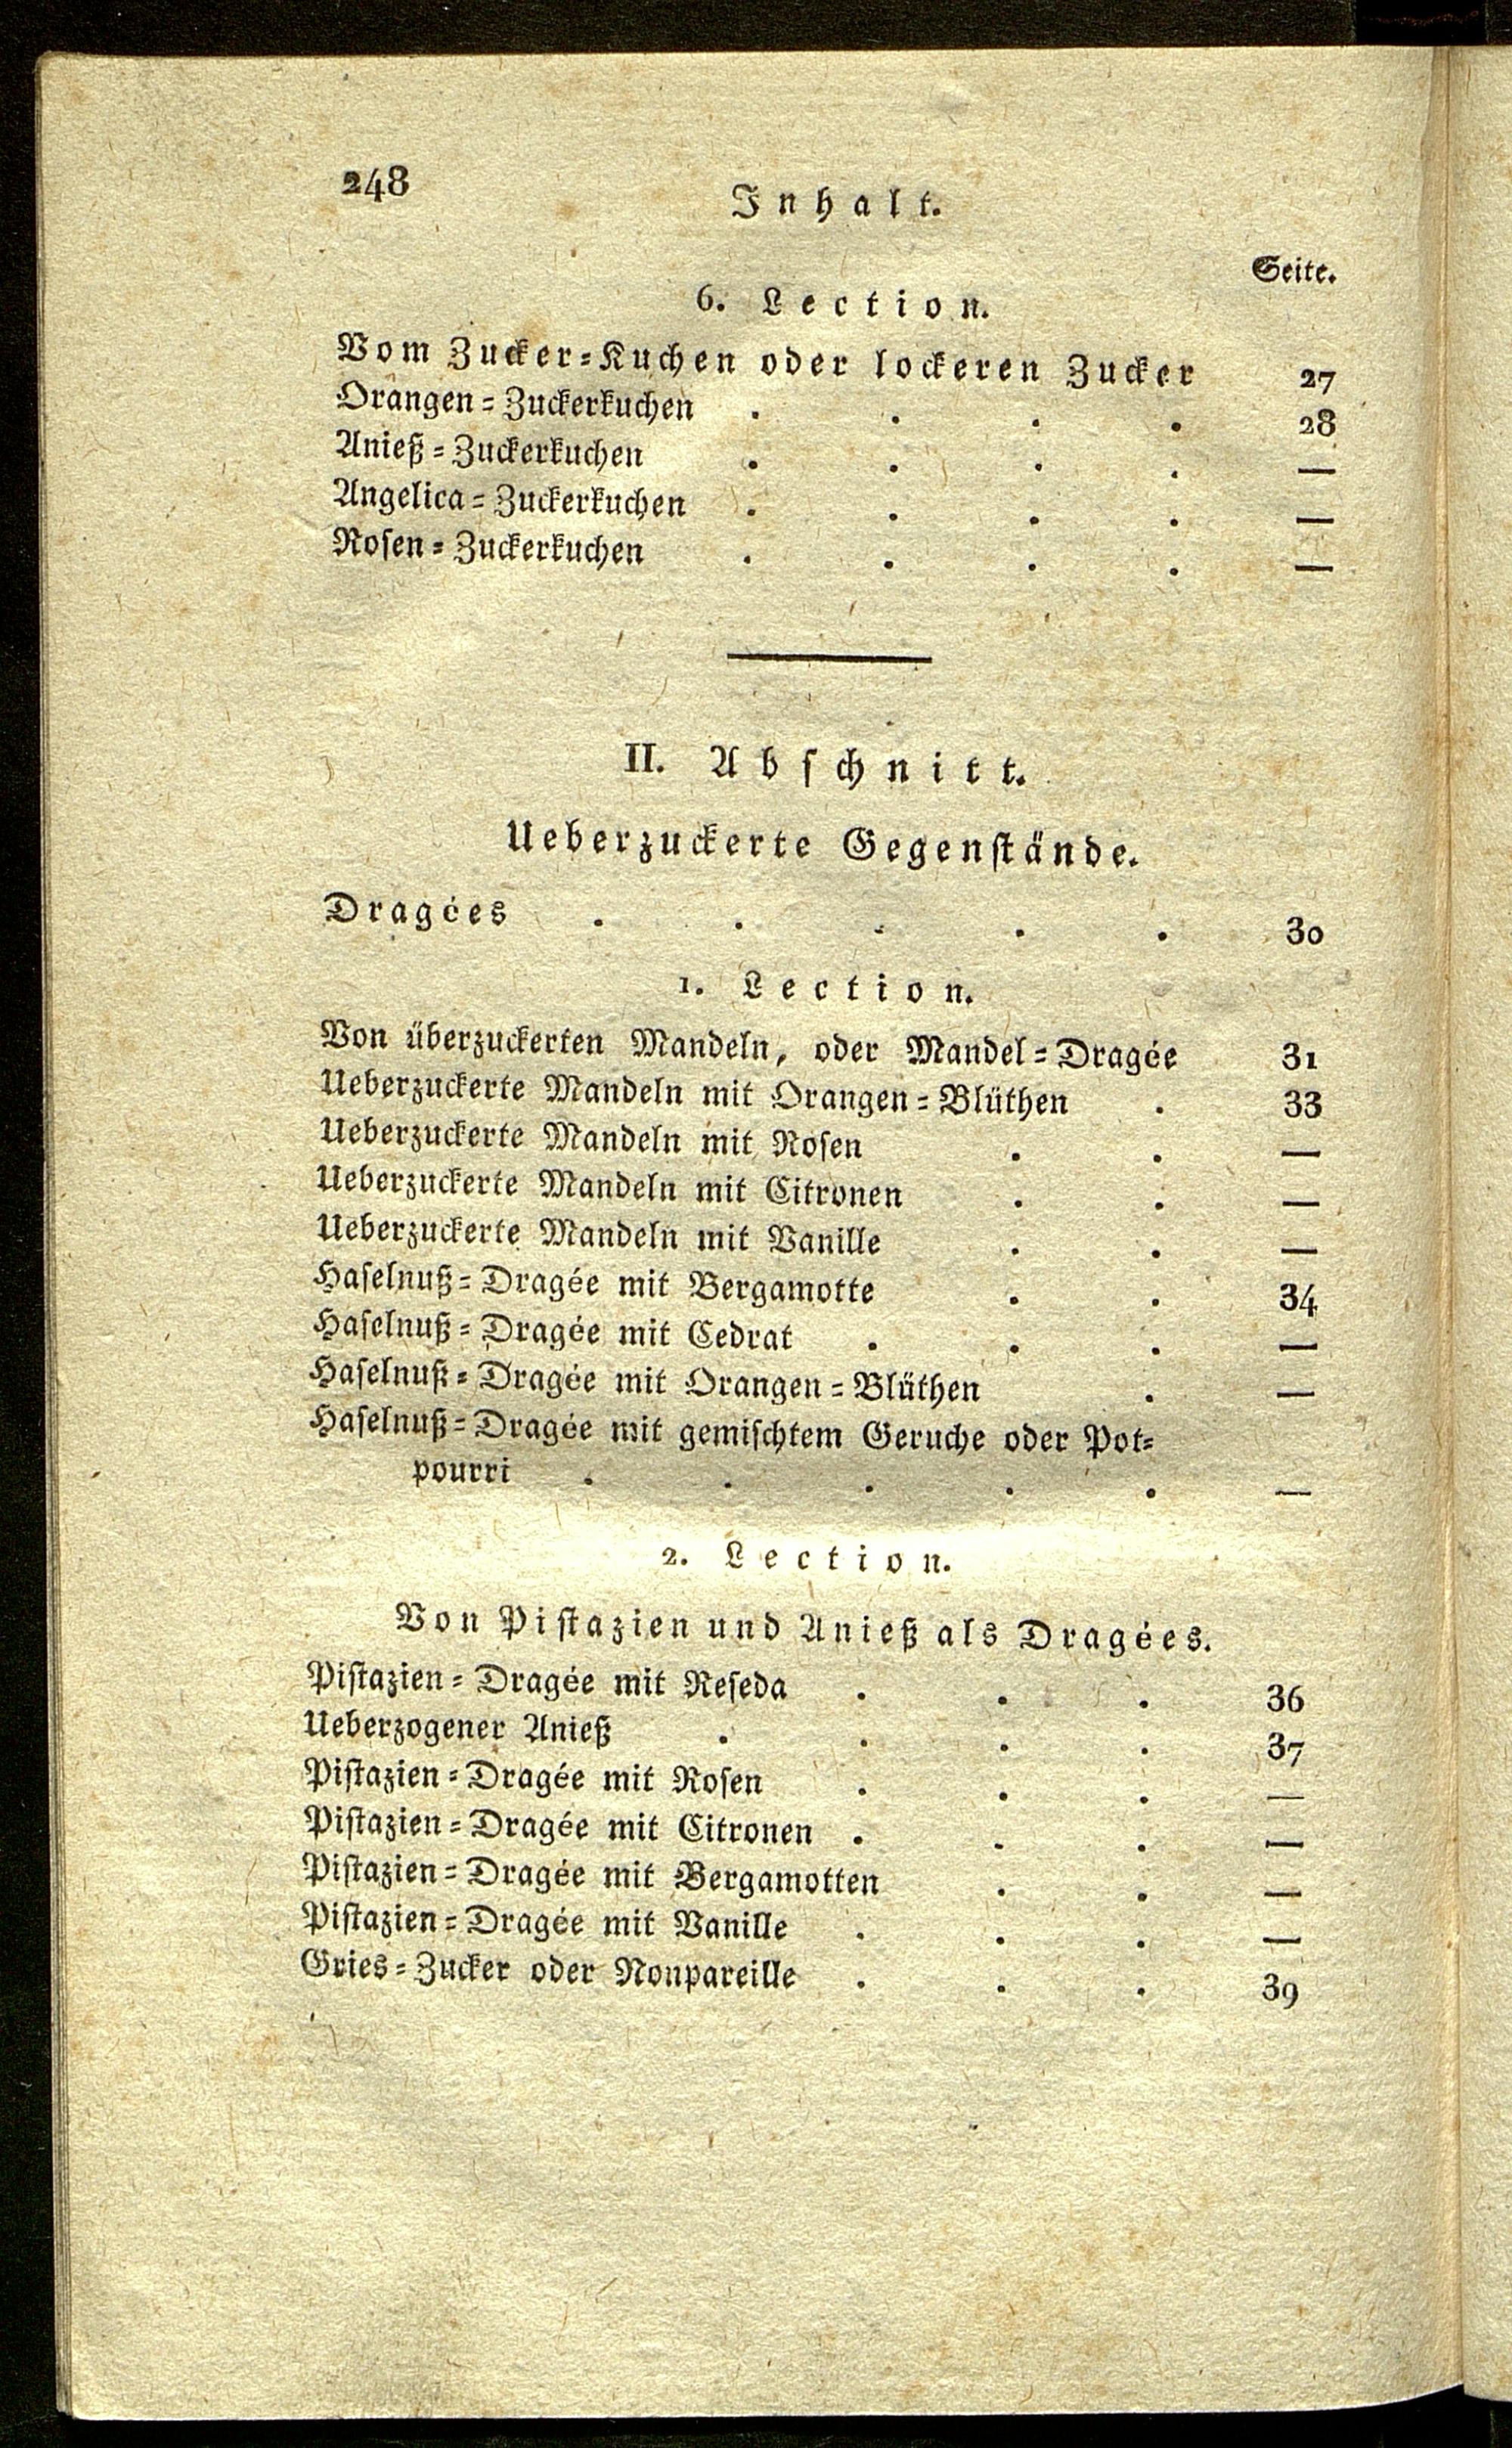 248
Inhalt.
Seite.
6. Lection.
Vom Zucker=Kuchen oder lockeren Zucker 27
Orangen=Zuckerkuchen . . . . 28
Anieß=Zuckerkuchen . . . . —
Angelica=Zuckerkuchen . . . . —
Rosen=Zuckerkuchen . . . . —
II. Abschnitt.
Ueberzuckerte Gegenstände.
Dragées . . . . . 30
1. Lection.
Von überzuckerten Mandeln, oder Mandel=Dragée 31
Ueberzuckerte Mandeln mit Orangen=Blüthen . 33
Ueberzuckerte Mandeln mit Rosen . . —
Ueberzuckerte Mandeln mit Citronen . . —
Ueberzuckerte Mandeln mit Vanille . . —
Haselnuß=Dragée mit Bergamotte . . 34
Haselnuß=Dragée mit Cedrat . . . —
Haselnuß=Dragée mit Orangen=Blüthen . —
Haselnuß=Dragée mit gemischtem Geruche oder Pot=
pourri . . . . . —
2. Lection.
Von Pistazien und Anieß als Dragées.
Pistazien=Dragée mit Reseda . . . 36
Ueberzogener Anieß . . . . 37
Pistazien=Dragée mit Rosen . . . —
Pistazien=Dragée mit Citronen . . . —
Pistazien=Dragée mit Bergamotten . . —
Pistazien=Dragée mit Vanille . . . —
Gries=Zucker oder Nonpareille . . . 39